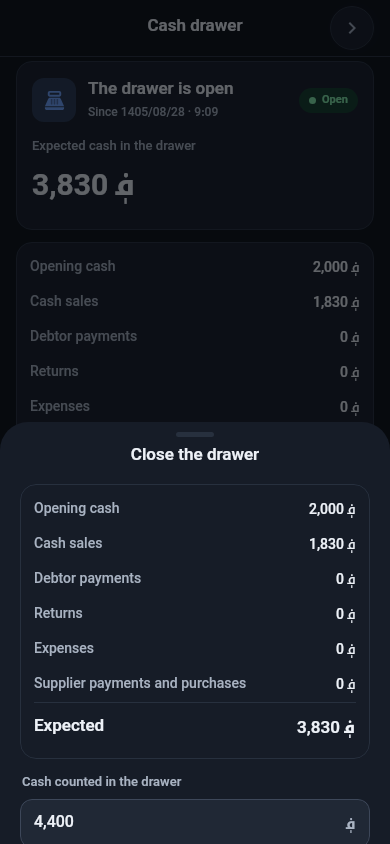 Cash drawer
The drawer is open
Since 1405/08/28 · 9:09
Open
Expected cash in the drawer
3,830 ؋
Opening cash 2,000 ؋
Cash sales 1,830 ؋
Debtor payments 0 ؋
Returns 0 ؋
Expenses 0 ؋
Close the drawer
Opening cash 2,000 ؋
Cash sales 1,830 ؋
Debtor payments 0 ؋
Returns 0 ؋
Expenses 0 ؋
Supplier payments and purchases 0 ؋
Expected 3,830 ؋
Cash counted in the drawer
4,400 ؋